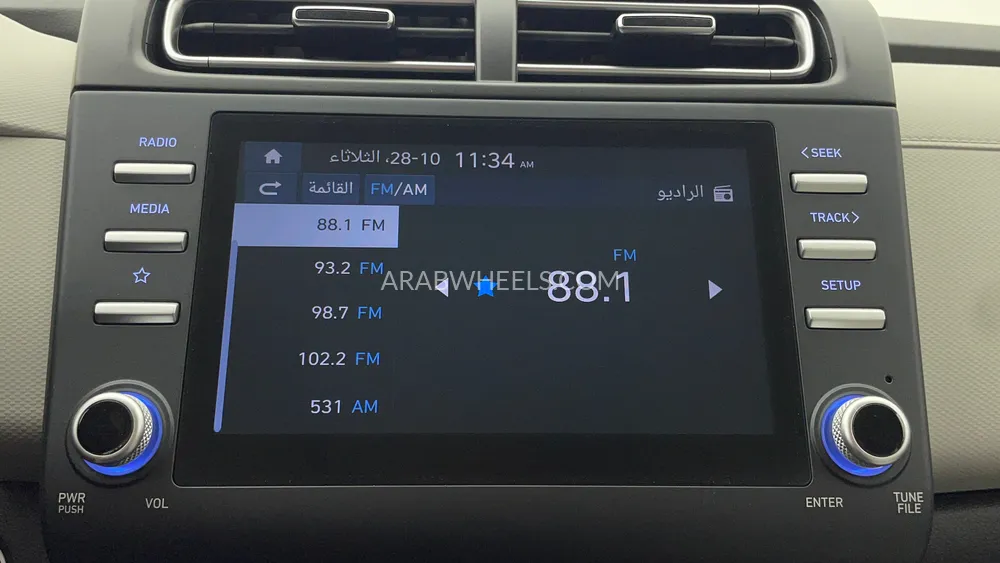 RADIO
MEDIA
PWR
PUSH
VOL
28-10، الثلاثاء 11:34 AM
القائمة FM/AM
الراديو
88.1 FM
93.2 FM
98.7 FM
102.2 FM
531 AM
FM
88.1
ARABWHEELS.COM
SEEK
TRACK
SETUP
ENTER
TUNE
FILE